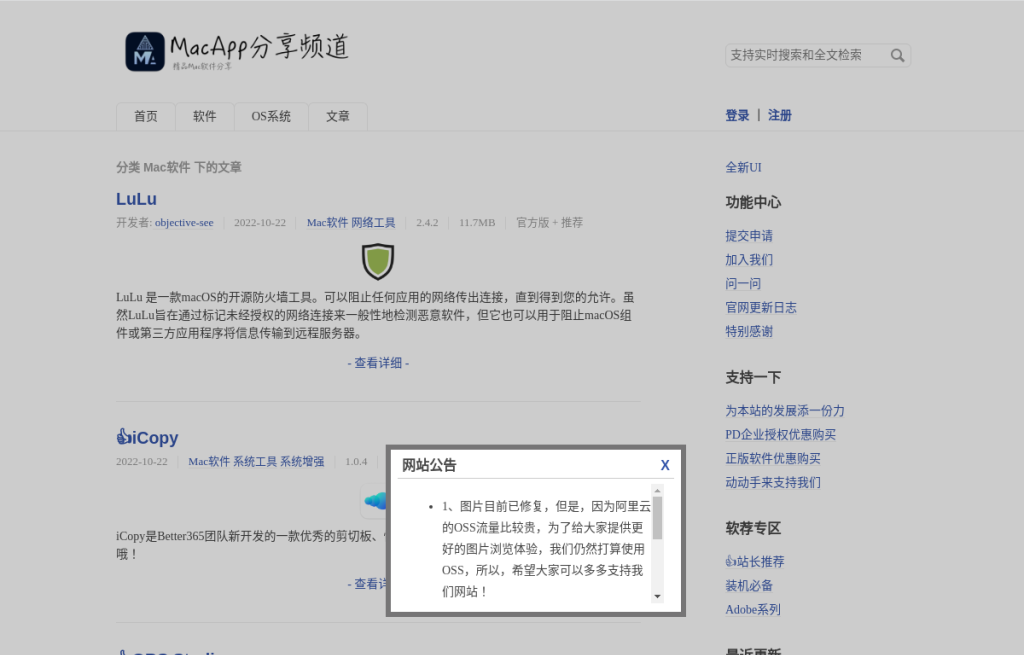 MacApp分享频道
精品Mac软件分享
支持实时搜索和全文检索
首页 软件 OS系统 文章
登录 | 注册
分类 Mac软件 下的文章
LuLu
开发者: objective-see 2022-10-22 Mac软件 网络工具 2.4.2 11.7MB 官方版 + 推荐
LuLu 是一款macOS的开源防火墙工具。可以阻止任何应用的网络传出连接，直到得到您的允许。虽
然LuLu旨在通过标记未经授权的网络连接来一般性地检测恶意软件，但它也可以用于阻止macOS组
件或第三方应用程序将信息传输到远程服务器。
- 查看详细 -
👍iCopy
2022-10-22 Mac软件 系统工具 系统增强 1.0.4
iCopy是Better365团队新开发的一款优秀的剪切板、
哦！
- 查看详
网站公告 X
1、图片目前已修复，但是，因为阿里云
的OSS流量比较贵，为了给大家提供更
好的图片浏览体验，我们仍然打算使用
OSS，所以，希望大家可以多多支持我
们网站！
全新UI
功能中心
提交申请
加入我们
问一问
官网更新日志
特别感谢
支持一下
为本站的发展添一份力
PD企业授权优惠购买
正版软件优惠购买
动动手来支持我们
软荐专区
👍站长推荐
装机必备
Adobe系列
最近更新